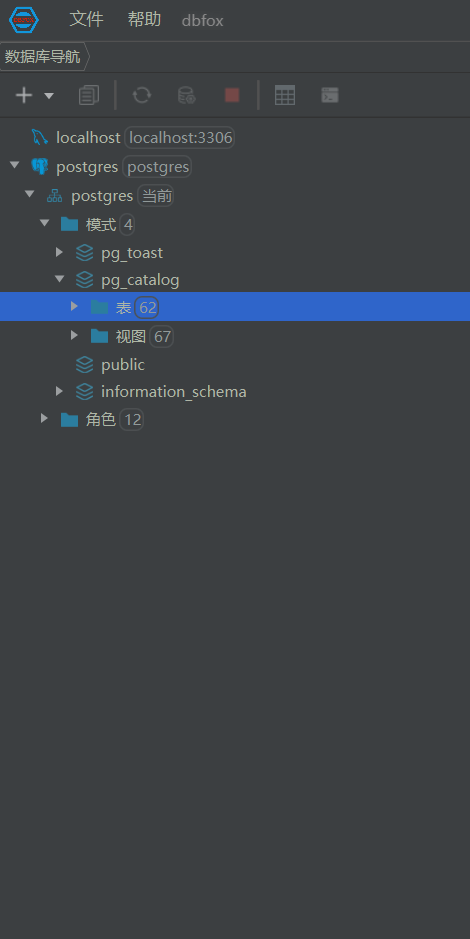 文件 帮助 dbfox
数据库导航
localhost localhost:3306
postgres postgres
postgres 当前
模式 4
pg_toast
pg_catalog
表 62
视图 67
public
information_schema
角色 12